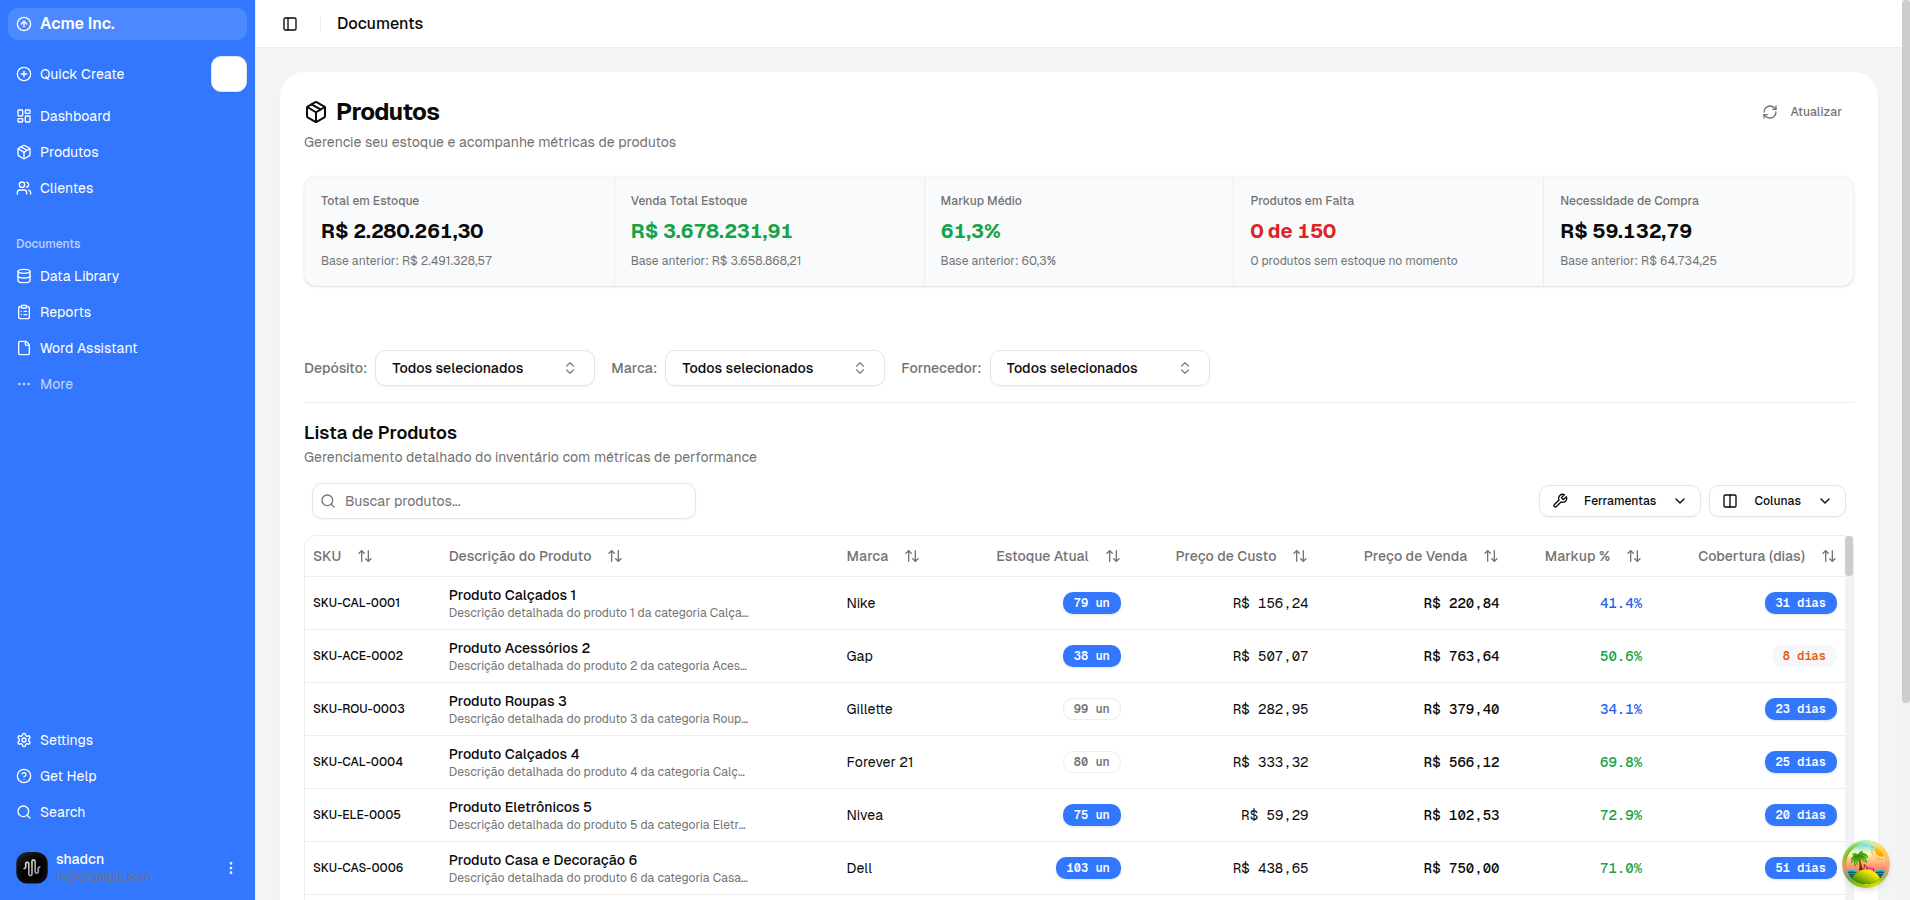 Acme Inc.
Quick Create
Dashboard
Produtos
Clientes
Documents
Data Library
Reports
Word Assistant
More
Settings
Get Help
Search
shadcn
m@example.com
Documents
Produtos
Gerencie seu estoque e acompanhe métricas de produtos
Atualizar
Total em Estoque
R$ 2.280.261,30
Base anterior: R$ 2.491.328,57
Venda Total Estoque
R$ 3.678.231,91
Base anterior: R$ 3.658.868,21
Markup Médio
61,3%
Base anterior: 60,3%
Produtos em Falta
0 de 150
0 produtos sem estoque no momento
Necessidade de Compra
R$ 59.132,79
Base anterior: R$ 64.734,25
Depósito: Todos selecionados Marca: Todos selecionados Fornecedor: Todos selecionados
Lista de Produtos
Gerenciamento detalhado do inventário com métricas de performance
Buscar produtos...
Ferramentas
Colunas
SKU Descrição do Produto Marca Estoque Atual Preço de Custo Preço de Venda Markup % Cobertura (dias)
SKU-CAL-0001 Produto Calçados 1 Nike 79 un R$ 156,24 R$ 220,84 41.4% 31 dias
Descrição detalhada do produto 1 da categoria Calça...
SKU-ACE-0002 Produto Acessórios 2 Gap 38 un R$ 507,07 R$ 763,64 50.6% 8 dias
Descrição detalhada do produto 2 da categoria Aces...
SKU-ROU-0003 Produto Roupas 3 Gillette 99 un R$ 282,95 R$ 379,40 34.1% 23 dias
Descrição detalhada do produto 3 da categoria Roup...
SKU-CAL-0004 Produto Calçados 4 Forever 21 80 un R$ 333,32 R$ 566,12 69.8% 25 dias
Descrição detalhada do produto 4 da categoria Calç...
SKU-ELE-0005 Produto Eletrônicos 5 Nivea 75 un R$ 59,29 R$ 102,53 72.9% 20 dias
Descrição detalhada do produto 5 da categoria Eletr...
SKU-CAS-0006 Produto Casa e Decoração 6 Dell 103 un R$ 438,65 R$ 750,00 71.0% 51 dias
Descrição detalhada do produto 6 da categoria Casa...